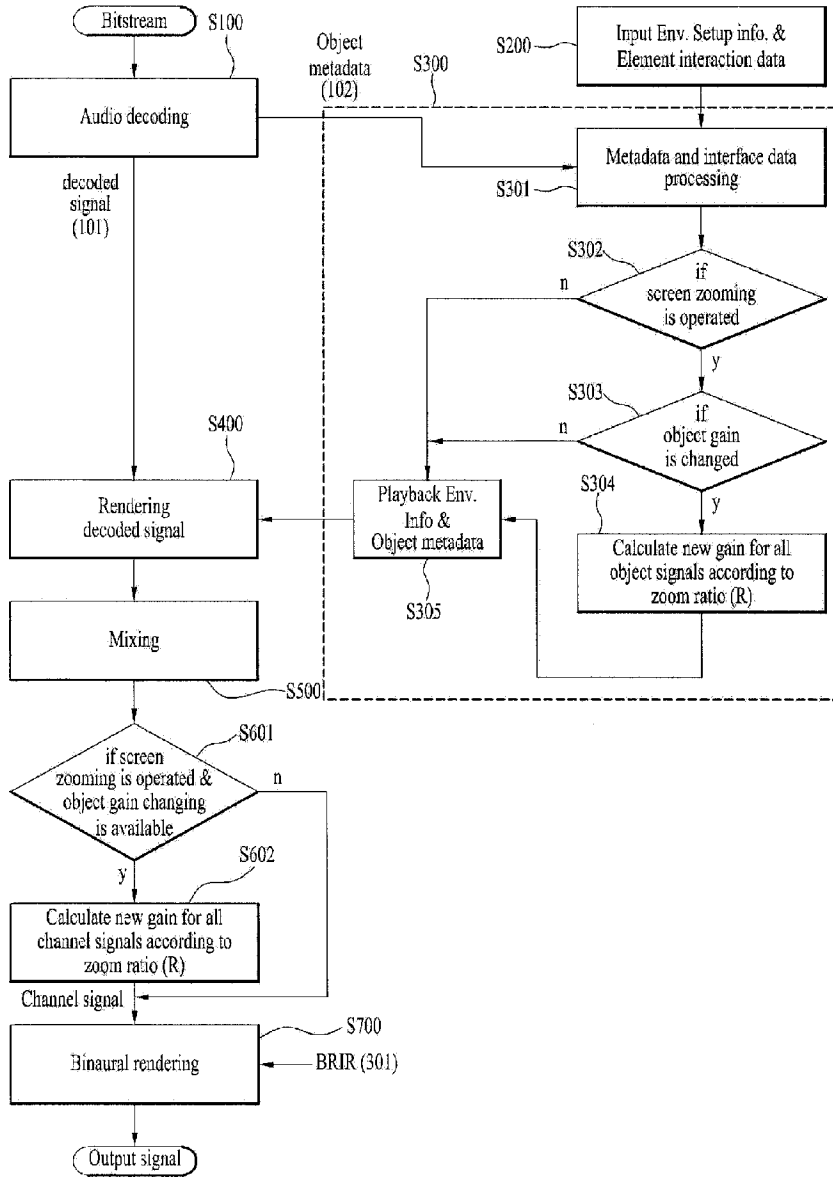 Bitstream
S100
Audio decoding
decoded
signal
(101)
Object
metadata
(102)
S200
Input Env. Setup info. &
Element interaction data
S300
Metadata and interface data
processing
S301
S302
if
screen zooming
is operated
n
y
S303
if
object gain
is changed
n
y
S304
Calculate new gain for all
object signals according to
zoom ratio (R)
Playback Env.
Info &
Object metadata
S305
S400
Rendering
decoded signal
Mixing
S500
S601
if screen
zooming is operated &
object gain changing
is available
n
y
S602
Calculate new gain for all
channel signals according to
zoom ratio (R)
Channel signal
S700
Binaural rendering
BRIR (301)
Output signal